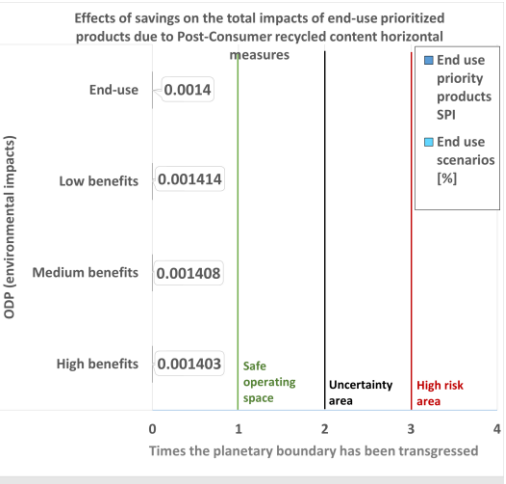 Effects of savings on the total impacts of end-use prioritized
products due to Post-Consumer recycled content horizontal
measures
End use
priority
products
SPI
End use
scenarios
[%]
ODP (environmental impacts)
End-use
0.0014
Low benefits
0.001414
Medium benefits
0.001408
High benefits
0.001403
Safe
operating
space
Uncertainty
area
High risk
area
0 1 2 3 4
Times the planetary boundary has been transgressed